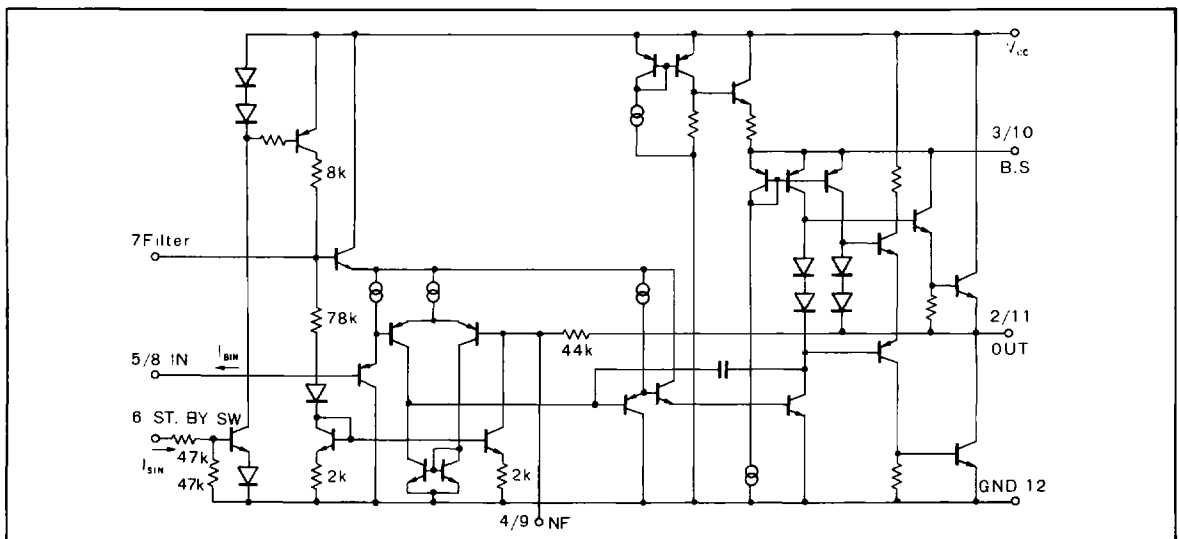 Vcc
3/10
B.S
8k
7Filter
78k
2/11
OUT
44k
5/8 IN
IBIN
6 ST. BY SW
ISIN
47k
47k
2k
2k
GND 12
4/9 NF